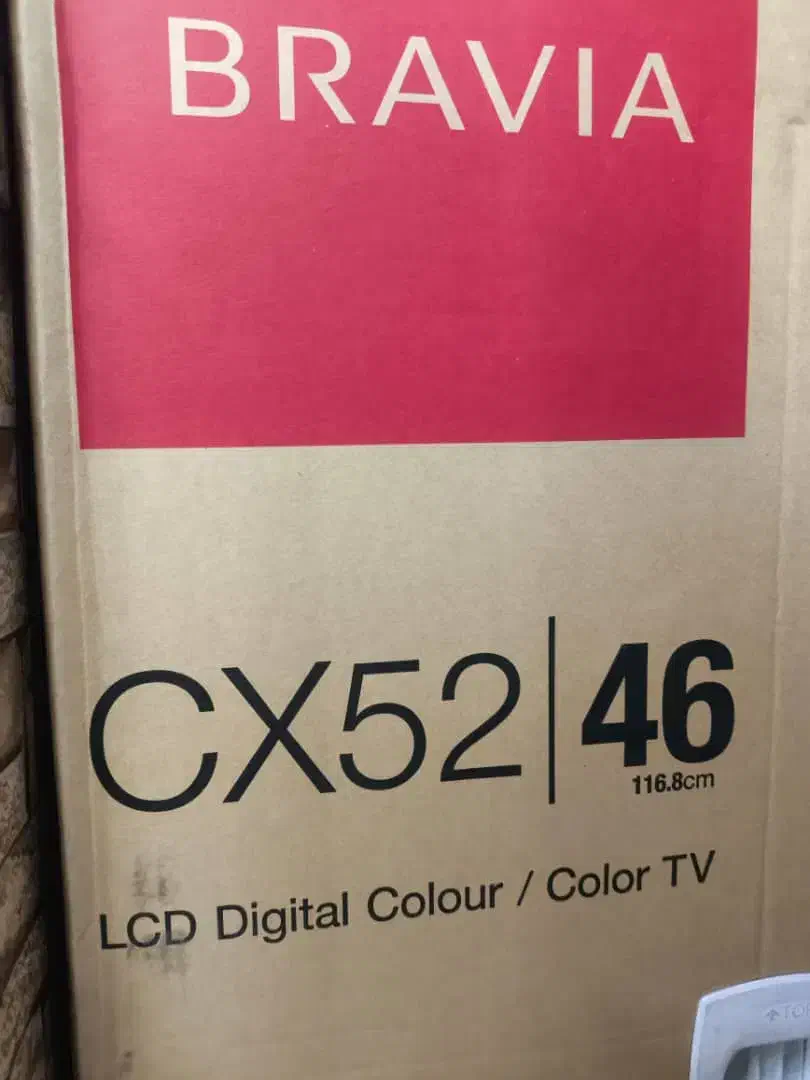 BRAVIA
CX52 | 46
116.8cm
LCD Digital Colour / Color TV